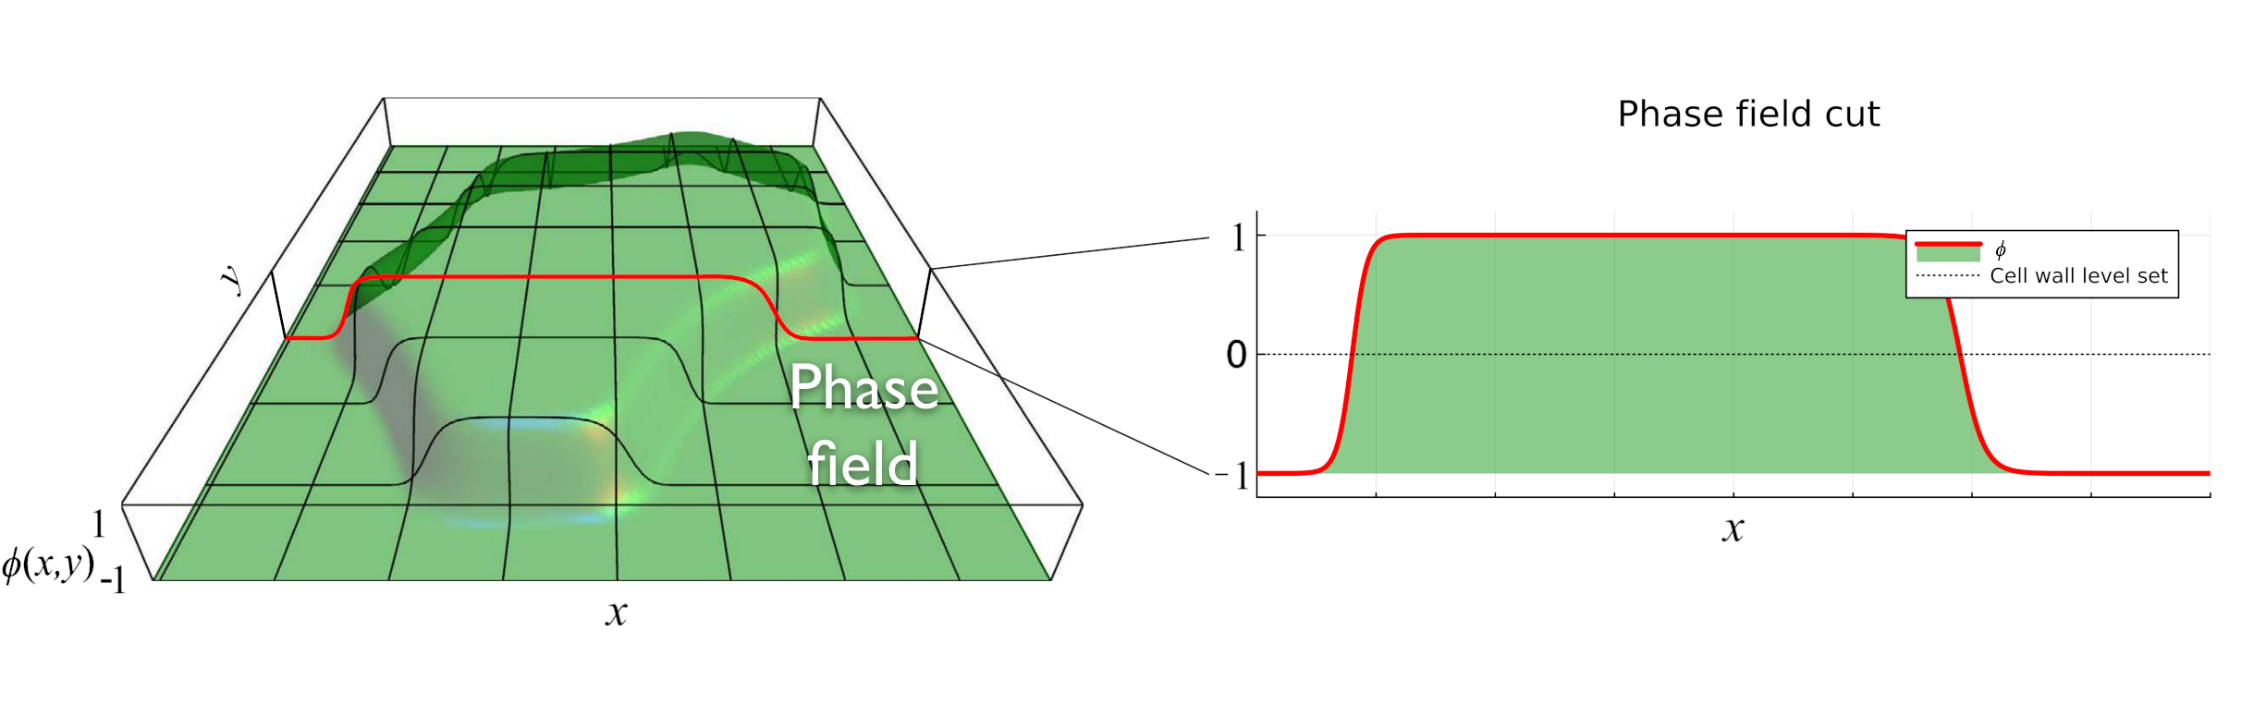 y
1
ϕ(x,y)
-1
x
Phase
field
Phase field cut
1
0
−1
ϕ
Cell wall level set
x